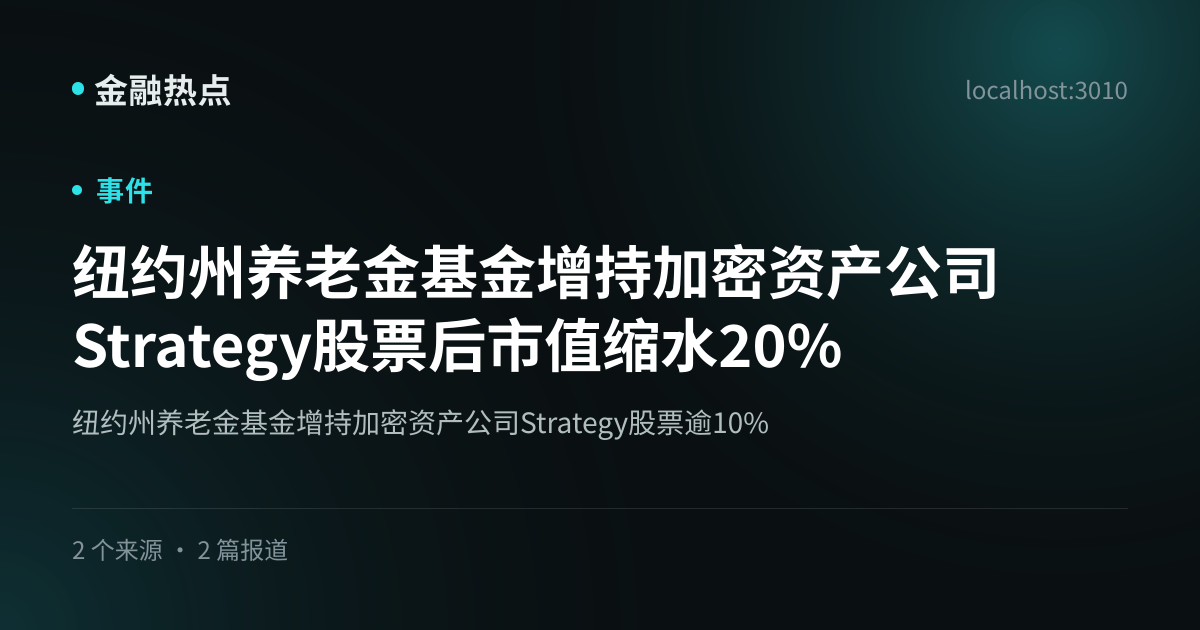 金融热点
localhost:3010
事件
纽约州养老金基金增持加密资产公司
Strategy股票后市值缩水20%
纽约州养老金基金增持加密资产公司Strategy股票逾10%
2 个来源 · 2 篇报道